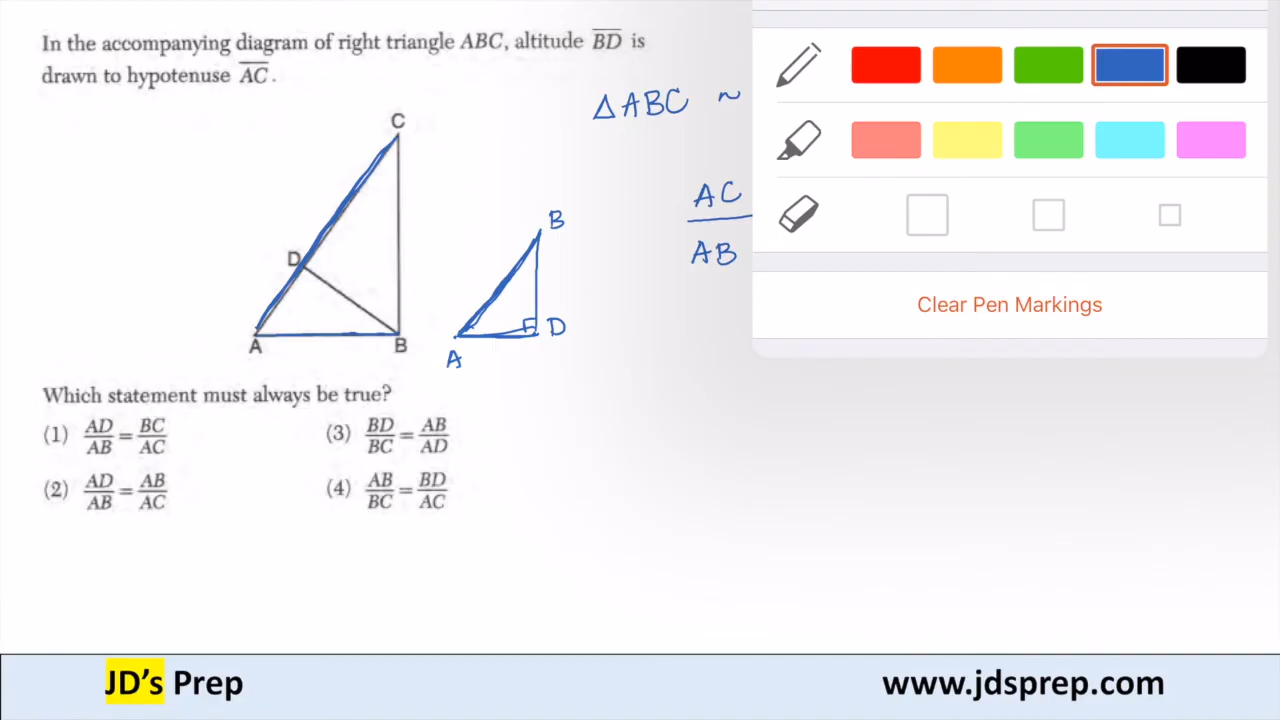 In the accompanying diagram of right triangle ABC, altitude BD is
drawn to hypotenuse AC.
△ABC ~
C
AC
AB
B
D
D
A
B
A
Which statement must always be true?
(1) AD/AB = BC/AC
(3) BD/BC = AB/AD
(2) AD/AB = AB/AC
(4) AB/BC = BD/AC
Clear Pen Markings
JD's Prep
www.jdsprep.com